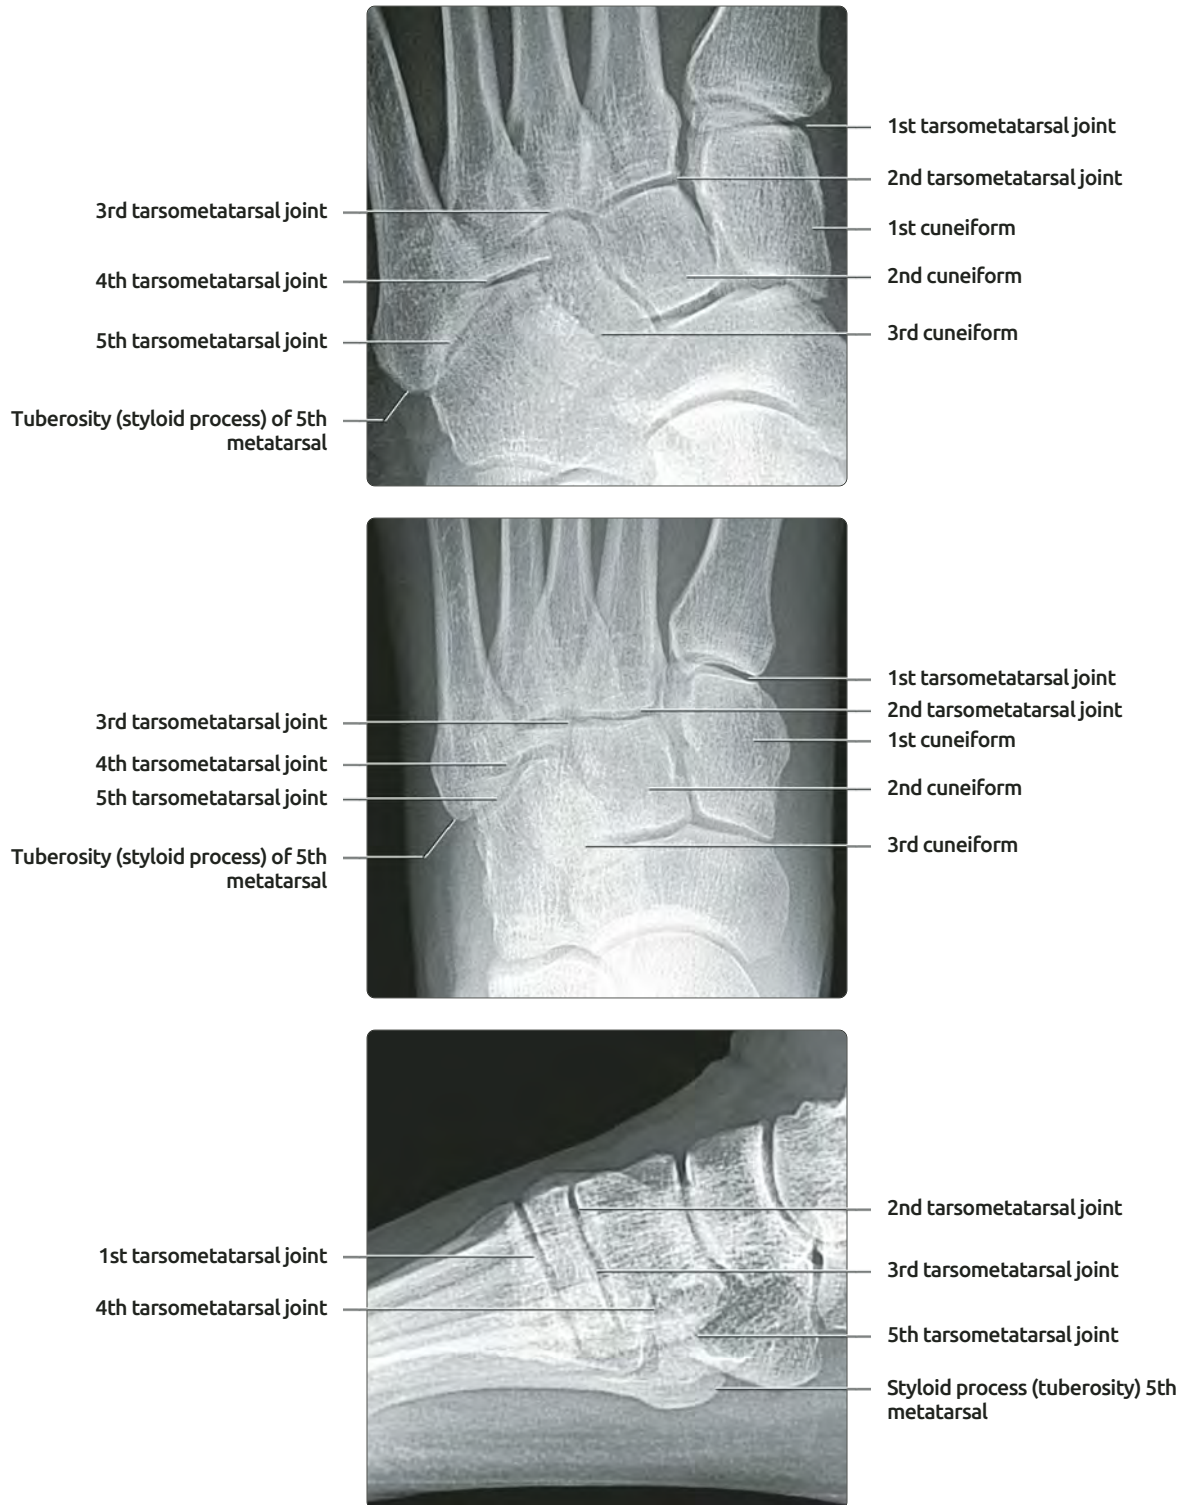 1st tarsometatarsal joint
2nd tarsometatarsal joint
3rd tarsometatarsal joint
1st cuneiform
4th tarsometatarsal joint
2nd cuneiform
5th tarsometatarsal joint
3rd cuneiform
Tuberosity (styloid process) of 5th
metatarsal
1st tarsometatarsal joint
2nd tarsometatarsal joint
3rd tarsometatarsal joint
1st cuneiform
4th tarsometatarsal joint
2nd cuneiform
5th tarsometatarsal joint
3rd cuneiform
Tuberosity (styloid process) of 5th
metatarsal
2nd tarsometatarsal joint
1st tarsometatarsal joint
3rd tarsometatarsal joint
4th tarsometatarsal joint
5th tarsometatarsal joint
Styloid process (tuberosity) 5th
metatarsal